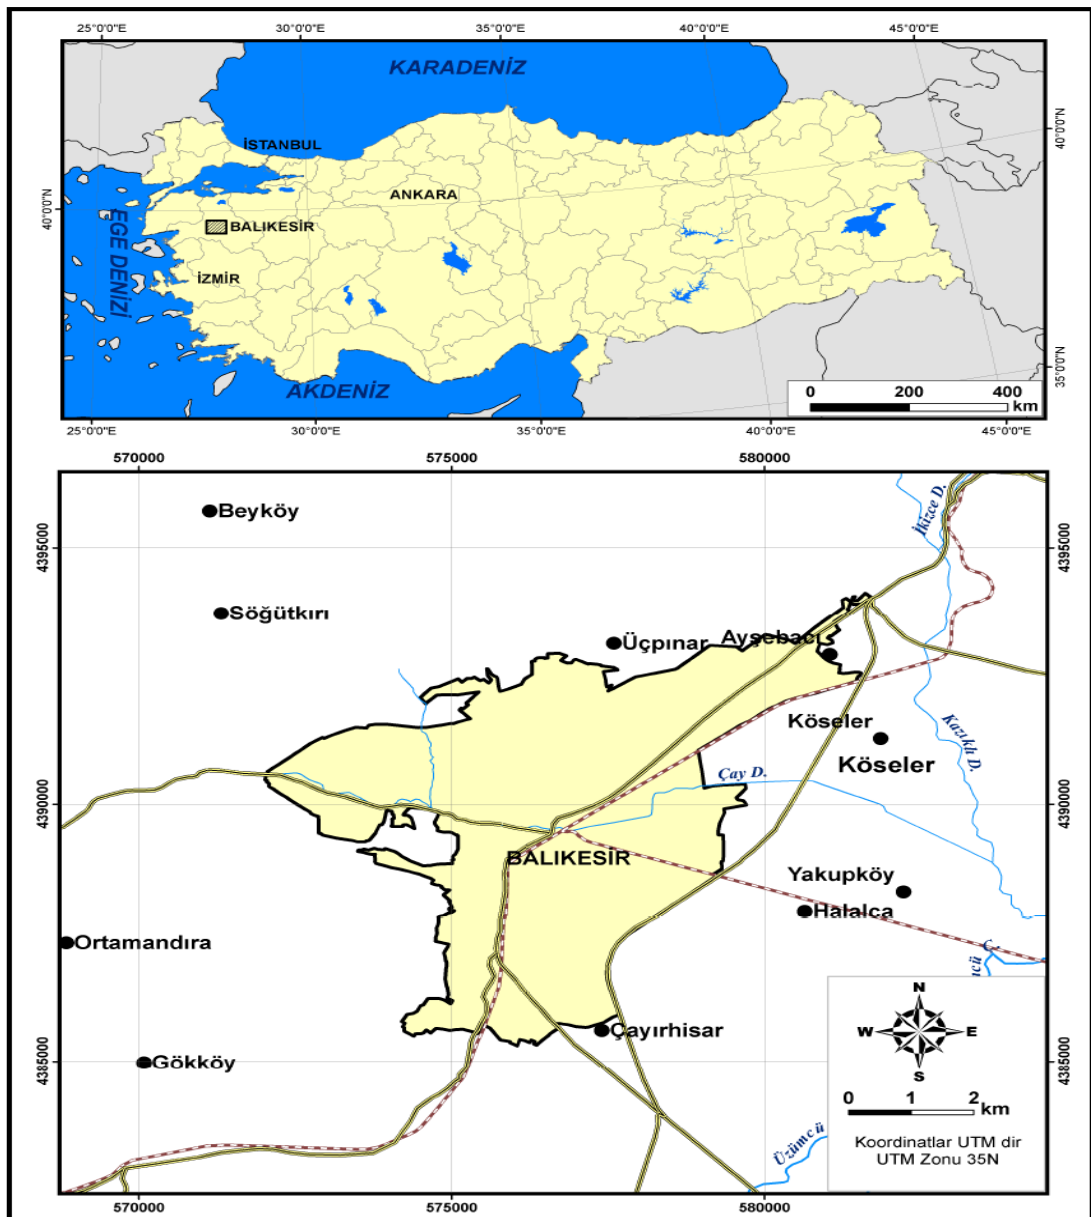 25°0'0"E 30°0'0"E 35°0'0"E 40°0'0"E 45°0'0"E
KARADENİZ
İSTANBUL
ANKARA
40°0'0"N
40°0'0"N
EGE DENİZİ
BALIKESİR
İZMİR
AKDENİZ
35°0'0"N
0 200 400
km
25°0'0"E 30°0'0"E 35°0'0"E 40°0'0"E 45°0'0"E
570000 575000 580000
İkizce D.
Beyköy
4395000
4395000
Söğütkırı
Üçpınar
Ayşebacı
Köseler
Kazıklı D.
Köseler
Çay D.
4390000
4390000
BALIKESİR
Yakupköy
Halalca
Ortamandıra
ncü Ç.
N
W E
S
Çayırhisar
Gökköy
4385000
4385000
0 1 2
km
Üzümcü
Koordinatlar UTM dir
UTM Zonu 35N
570000 575000 580000